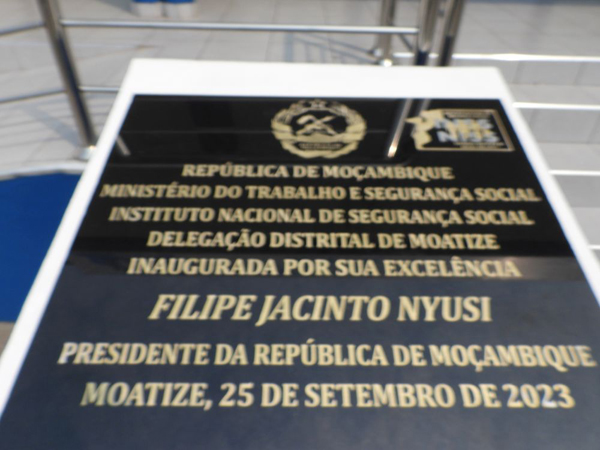 REPÚBLICA DE MOÇAMBIQUE
MINISTÉRIO DO TRABALHO E SEGURANÇA SOCIAL
INSTITUTO NACIONAL DE SEGURANÇA SOCIAL
DELEGAÇÃO DISTRITAL DE MOATIZE
INAUGURADA POR SUA EXCELÊNCIA
FILIPE JACINTO NYUSI
PRESIDENTE DA REPÚBLICA DE MOÇAMBIQUE
MOATIZE, 25 DE SETEMBRO DE 2023